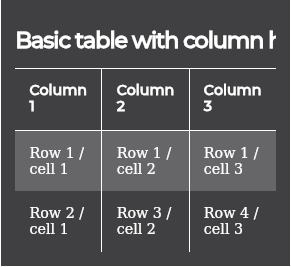 Basic table with column
Column 1
Column 2
Column 3
Row 1 / cell 1
Row 1 / cell 2
Row 1 / cell 3
Row 2 / cell 1
Row 3 / cell 2
Row 4 / cell 3